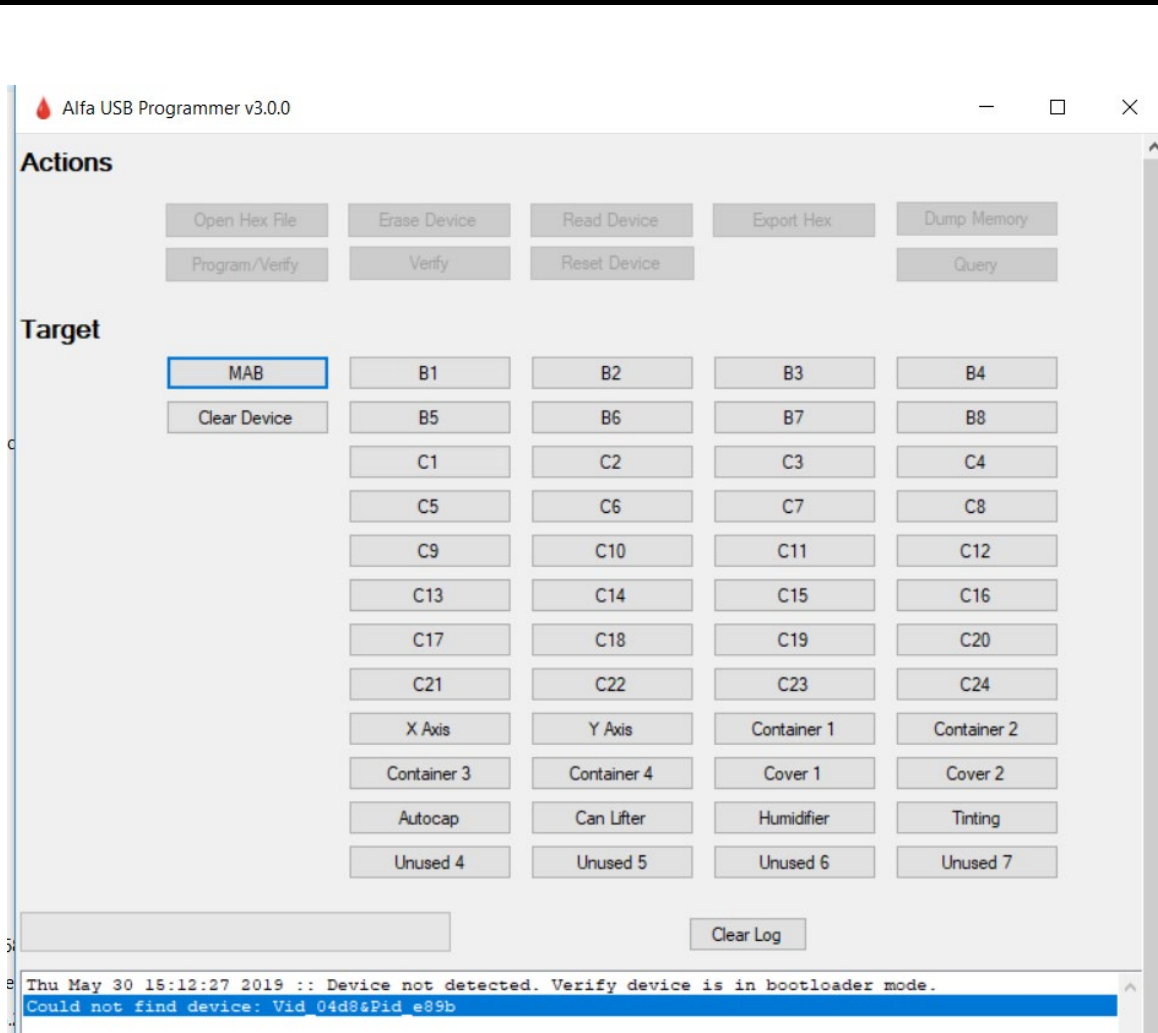 Alfa USB Programmer v3.0.0
Actions
Open Hex File Erase Device Read Device Export Hex Dump Memory
Program/Verify Verify Reset Device Query
Target
MAB B1 B2 B3 B4
Clear Device B5 B6 B7 B8
C1 C2 C3 C4
C5 C6 C7 C8
C9 C10 C11 C12
C13 C14 C15 C16
C17 C18 C19 C20
C21 C22 C23 C24
X Axis Y Axis Container 1 Container 2
Container 3 Container 4 Cover 1 Cover 2
Autocap Can Lifter Humidifier Tinting
Unused 4 Unused 5 Unused 6 Unused 7
Clear Log
Thu May 30 15:12:27 2019 :: Device not detected. Verify device is in bootloader mode.
Could not find device: Vid_04d8&Pid_e89b